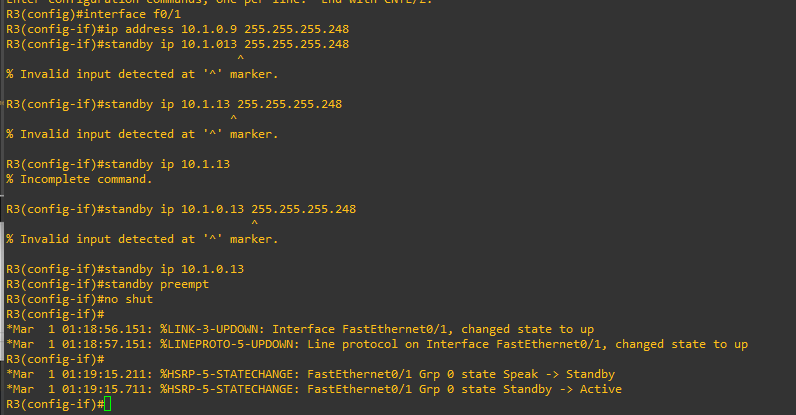 Enter configuration commands, one per line.  End with CNTL/Z.
R3(config)#interface f0/1
R3(config-if)#ip address 10.1.0.9 255.255.255.248
R3(config-if)#standby ip 10.1.013 255.255.255.248
^
% Invalid input detected at '^' marker.
R3(config-if)#standby ip 10.1.13 255.255.255.248
^
% Invalid input detected at '^' marker.
R3(config-if)#standby ip 10.1.13
% Incomplete command.
R3(config-if)#standby ip 10.1.0.13 255.255.255.248
^
% Invalid input detected at '^' marker.
R3(config-if)#standby ip 10.1.0.13
R3(config-if)#standby preempt
R3(config-if)#no shut
R3(config-if)#
*Mar  1 01:18:56.151: %LINK-3-UPDOWN: Interface FastEthernet0/1, changed state to up
*Mar  1 01:18:57.151: %LINEPROTO-5-UPDOWN: Line protocol on Interface FastEthernet0/1, changed state to up
R3(config-if)#
*Mar  1 01:19:15.211: %HSRP-5-STATECHANGE: FastEthernet0/1 Grp 0 state Speak -> Standby
*Mar  1 01:19:15.711: %HSRP-5-STATECHANGE: FastEthernet0/1 Grp 0 state Standby -> Active
R3(config-if)#